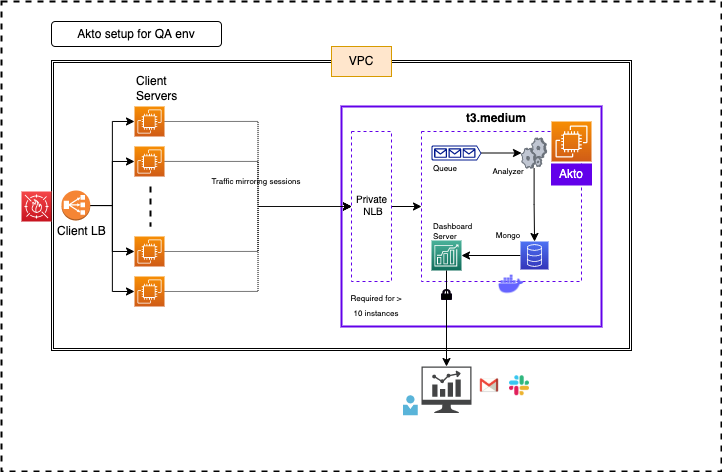 Akto setup for QA env
VPC
Client
Servers
t3.medium
Akto
Queue
Analyzer
Traffic mirroring sessions
Private
NLB
Client LB
Dashboard
Server
Mongo
Required for >
10 instances